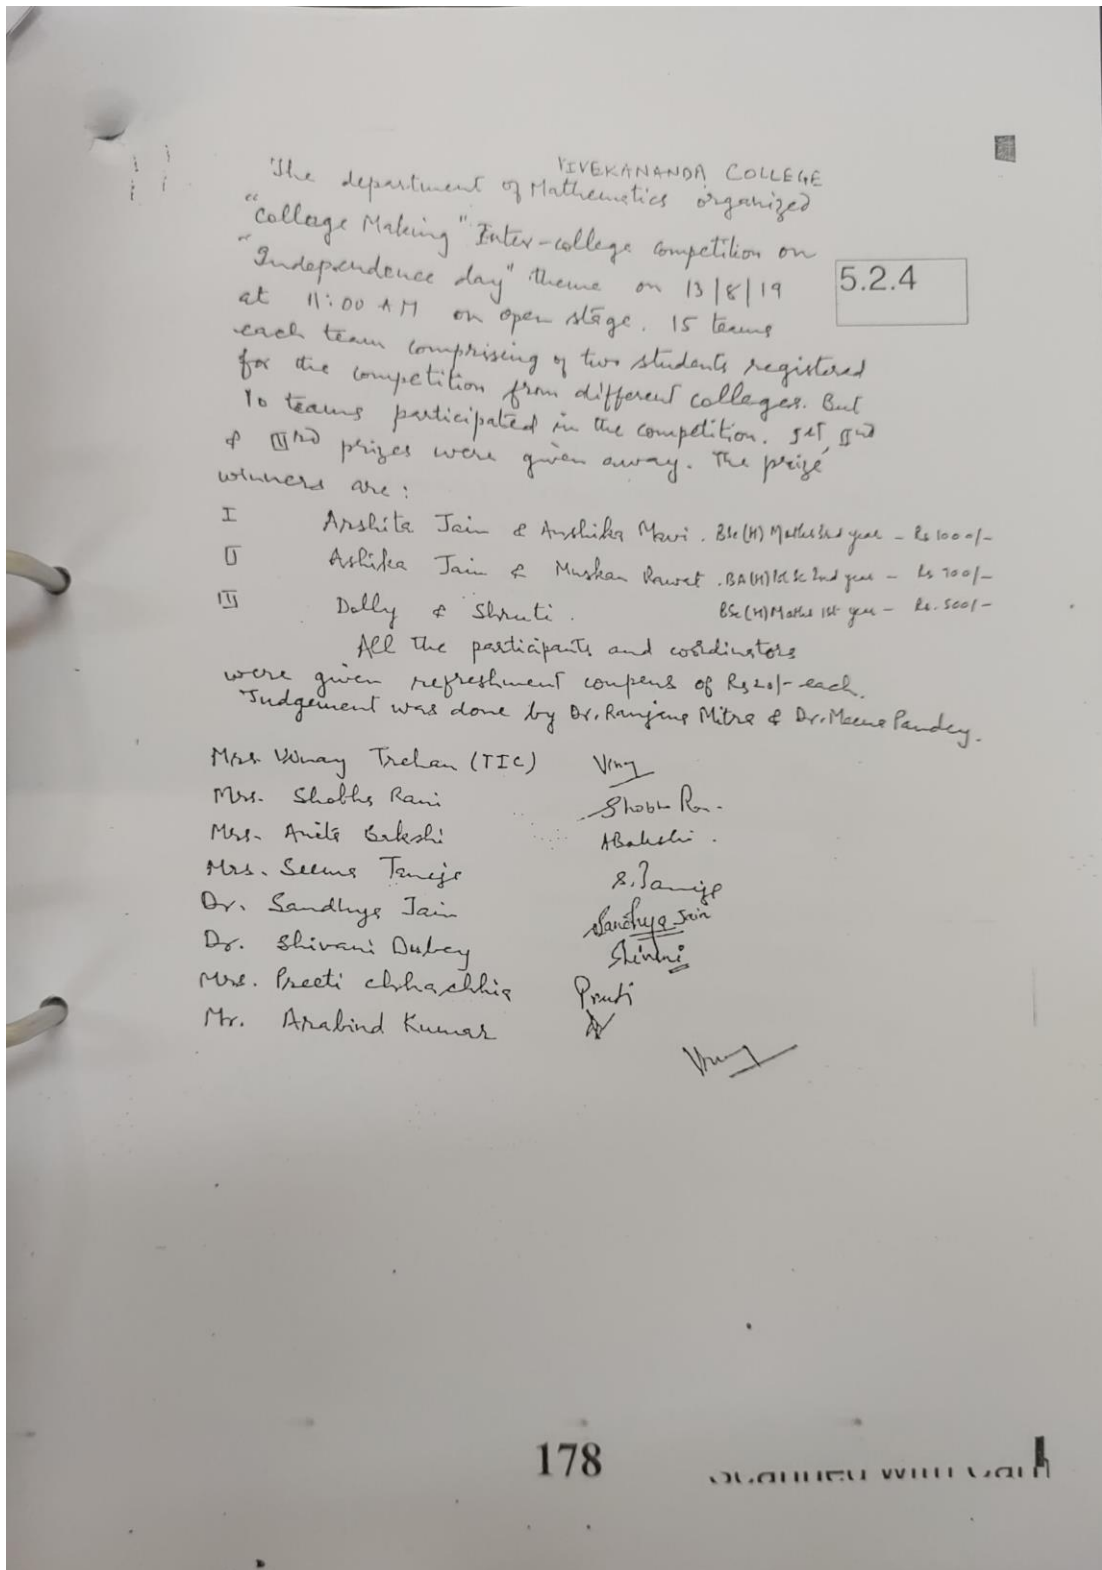 VIVEKANANDA COLLEGE
The department of Mathematics organized
"Collage Making" Inter-college competition on
"Independence day" theme on 13/8/19
5.2.4
at 11:00 AM on open stage. 15 teams
each team comprising of two students registered
for the competition from different colleges. But
10 teams participated in the competition. Ist, IInd
& IIIrd prizes were given away. The prize
winners are :
I Arshita Jain & Anshika Mavi. BSc(H) Maths 3rd year - Rs 1000/-
II Ashika Jain & Muskan Rawat. BA(H) 2nd year - Rs 700/-
III Dolly & Shruti. BSc(H) Maths 1st year - Rs. 500/-
All the participants and coordinators
were given refreshment coupens of Rs 20/- each.
Judgement was done by Dr. Ranjana Mitra & Dr. Meena Pandey.
Mrs. Vinay Trehan (TIC) Vinay
Mrs. Shobha Rani Shobha Rani
Mrs. Anita Bakshi ABakshi.
Mrs. Seema Taneja S.Taneja
Dr. Sandhya Jain Sandhya Jain
Dr. Shivani Dubey Shivani
Mrs. Preeti Chhachhia Preeti
Mr. Arabind Kumar
Vinay
178